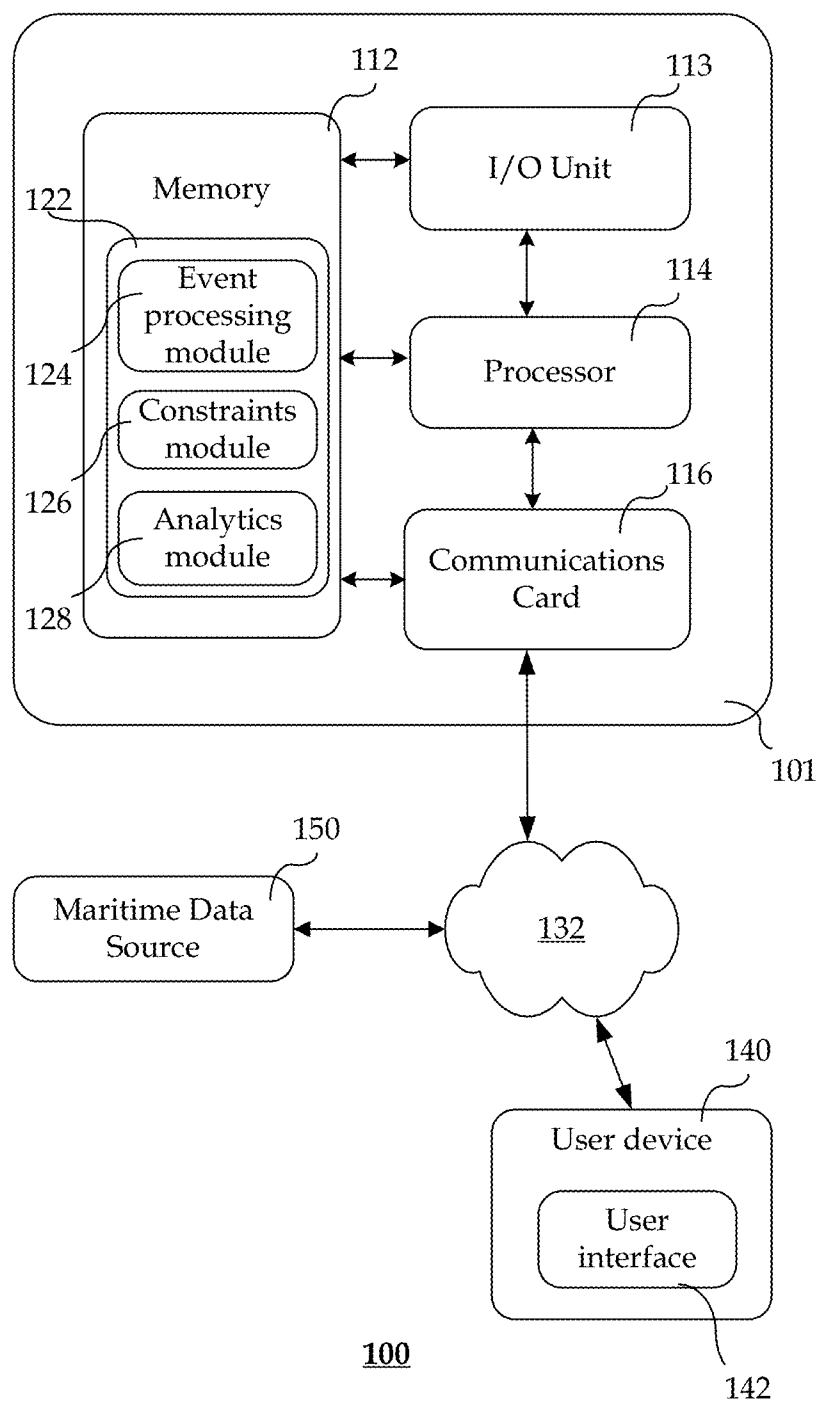 112
113
I/O Unit
Memory
122
Event
processing
module
114
124
Processor
Constraints
module
116
126
Analytics
module
Communications
Card
128
101
150
Maritime Data
Source
132
140
User device
User
interface
100
142